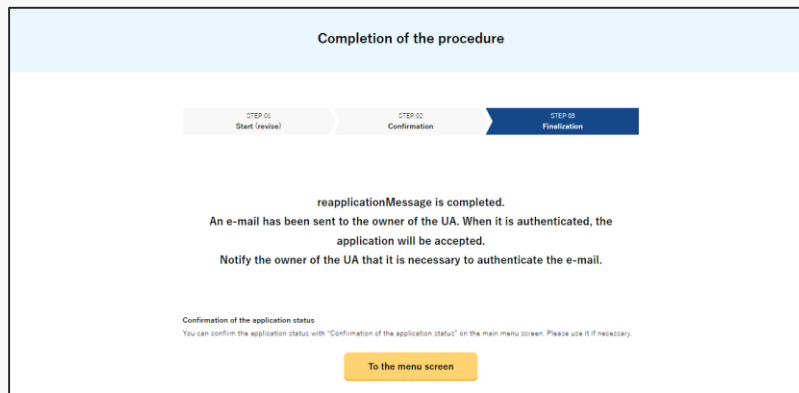 Completion of the procedure
STEP 01
Start (revise)
STEP 02
Confirmation
STEP 03
Finalization
reapplicationMessage is completed.
An e-mail has been sent to the owner of the UA. When it is authenticated, the
application will be accepted.
Notify the owner of the UA that it is necessary to authenticate the e-mail.
Confirmation of the application status
You can confirm the application status with "Confirmation of the application status" on the main menu screen. Please use it if necessary.
To the menu screen